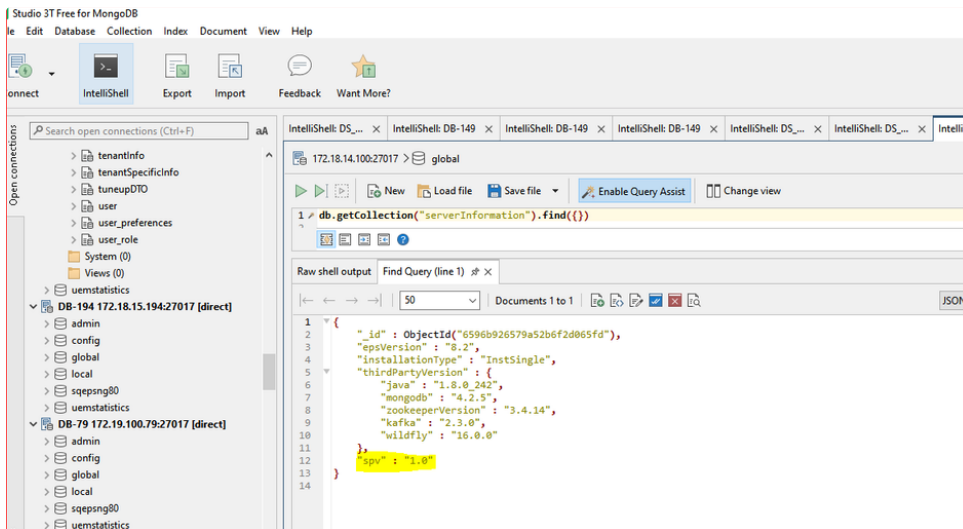 Studio 3T Free for MongoDB
le Edit Database Collection Index Document View Help
onnect
IntelliShell
Export
Import
Feedback
Want More?
Open connections
Search open connections (Ctrl+F)
aA
tenantInfo
tenantSpecificInfo
tuneupDTO
user
user_preferences
user_role
System (0)
Views (0)
uemstatistics
DB-194 172.18.15.194:27017 [direct]
admin
config
global
local
sqepsng80
uemstatistics
DB-79 172.19.100.79:27017 [direct]
admin
config
global
local
sqepsng80
uemstatistics
IntelliShell: DS_...
IntelliShell: DB-149
IntelliShell: DB-149
IntelliShell: DB-149
IntelliShell: DS_...
IntelliShell: DS_...
Intelli
172.18.14.100:27017 > global
New Load file Save file Enable Query Assist Change view
1 db.getCollection("serverInformation").find({})
Raw shell output Find Query (line 1)
50 Documents 1 to 1 JSON
1 {
2 "_id" : ObjectId("6596b926579a52b6f2d065fd"),
3 "epsVersion" : "8.2",
4 "installationType" : "InstSingle",
5 "thirdPartyVersion" : {
6 "java" : "1.8.0_242",
7 "mongodb" : "4.2.5",
8 "zookeeperVersion" : "3.4.14",
9 "kafka" : "2.3.0",
10 "wildfly" : "16.0.0"
11 },
12 "spv" : "1.0"
13 }
14